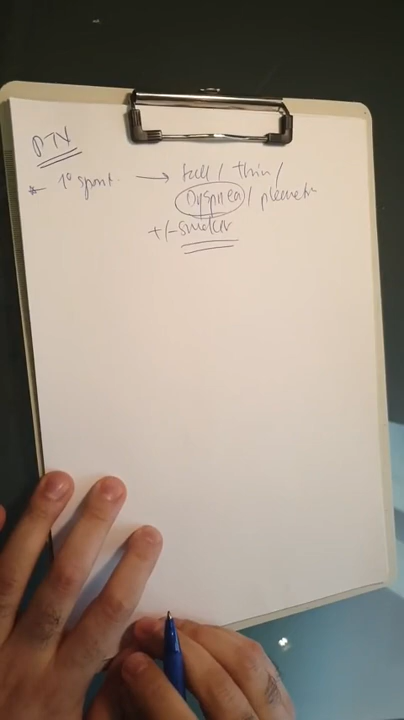 PTX
* 1° spont. → tall / thin /
Dyspnea / pleuritic
+/- smoker